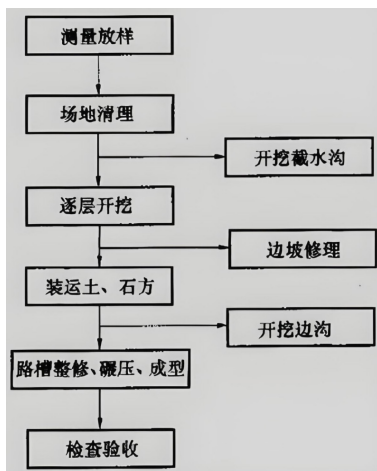 测量放样
场地清理
开挖截水沟
逐层开挖
边坡修理
装运土、石方
开挖边沟
路槽整修、碾压、成型
检查验收